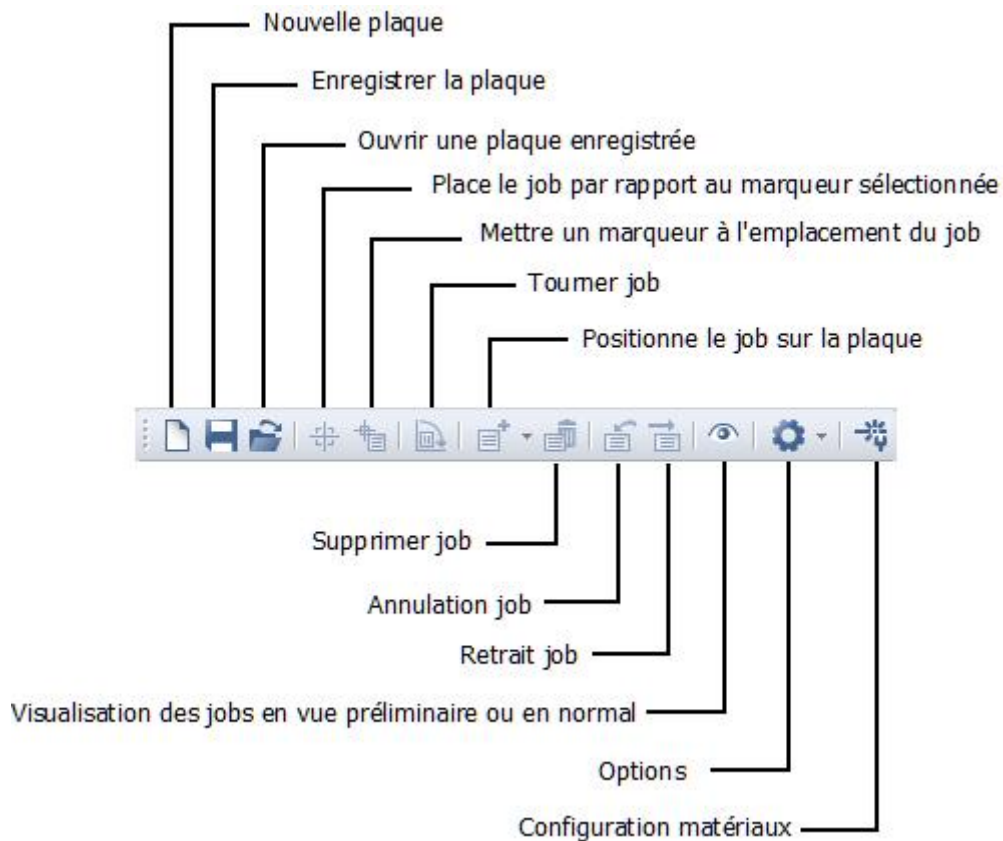 Nouvelle plaque
Enregistrer la plaque
Ouvrir une plaque enregistrée
Place le job par rapport au marqueur sélectionnée
Mettre un marqueur à l'emplacement du job
Tourner job
Positionne le job sur la plaque
Supprimer job
Annulation job
Retrait job
Visualisation des jobs en vue préliminaire ou en normal
Options
Configuration matériaux